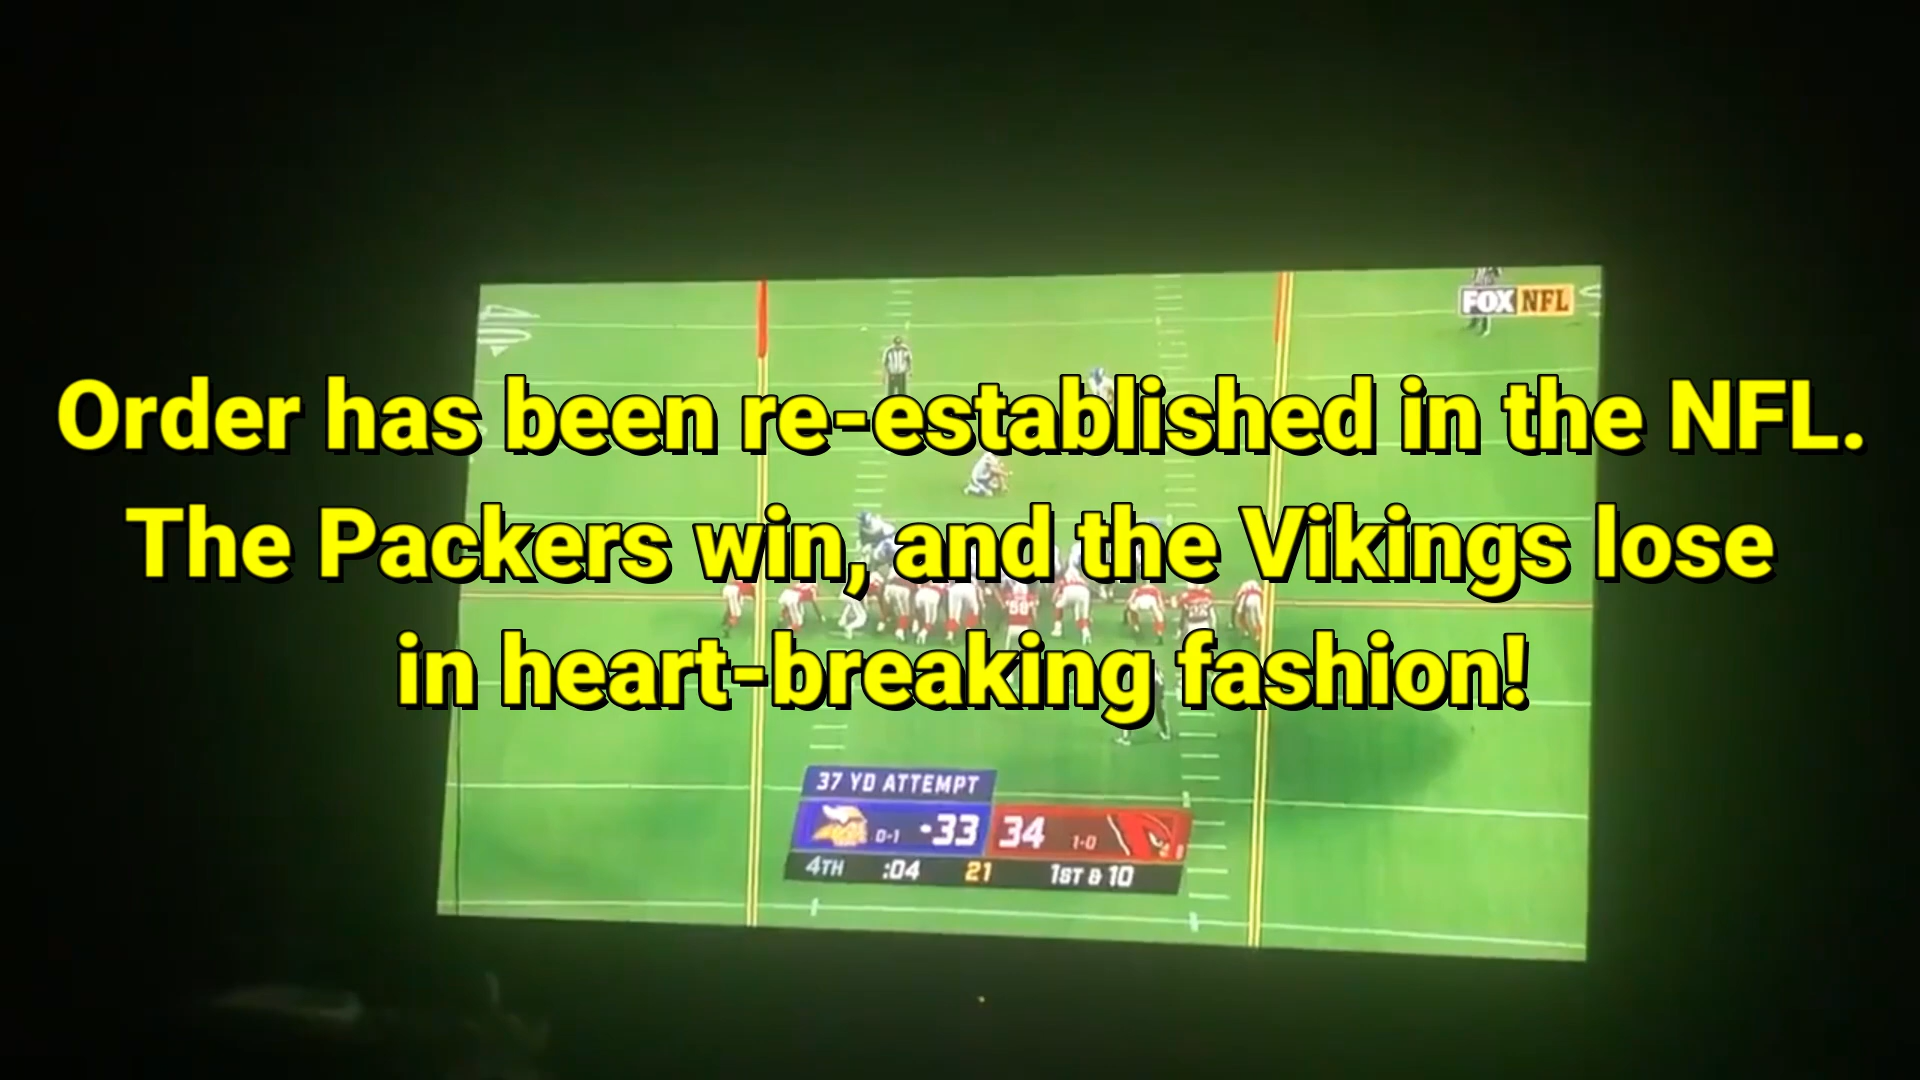 FOX NFL
Order has been re-established in the NFL.
The Packers win, and the Vikings lose
in heart-breaking fashion!
37 YD ATTEMPT
0-1 33 34 1-0
4TH :04 21 1ST & 10